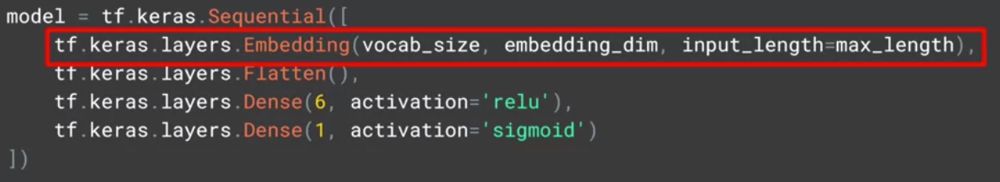 model = tf.keras.Sequential([
    tf.keras.layers.Embedding(vocab_size, embedding_dim, input_length=max_length),
    tf.keras.layers.Flatten(),
    tf.keras.layers.Dense(6, activation='relu'),
    tf.keras.layers.Dense(1, activation='sigmoid')
])